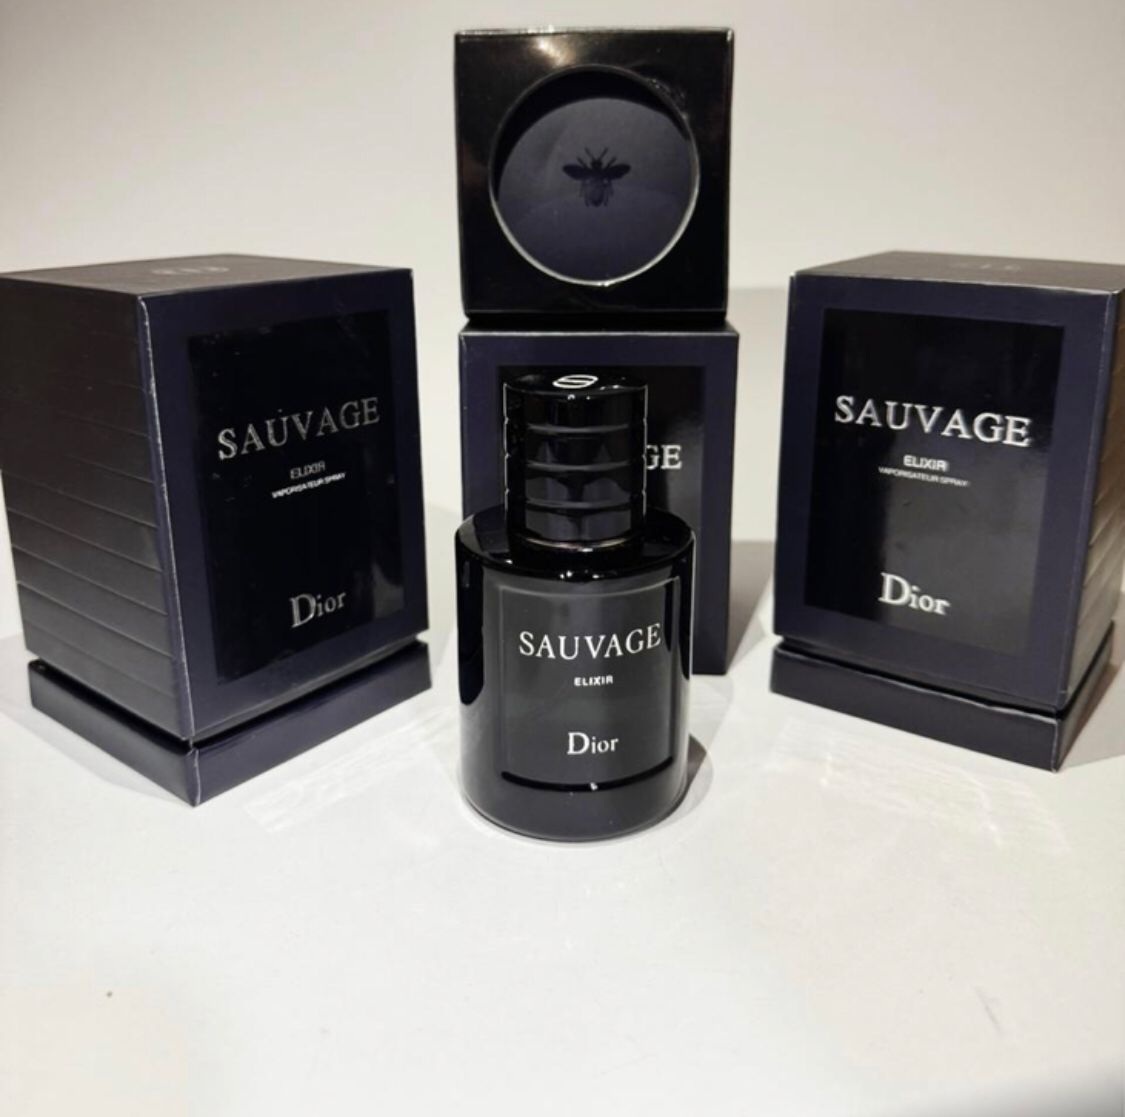 SAUVAGE
ELIXIR
VAPORISATEUR SPRAY
Dior
GE
SAUVAGE
ELIXIR
Dior
SAUVAGE
ELIXIR
VAPORISATEUR SPRAY
Dior